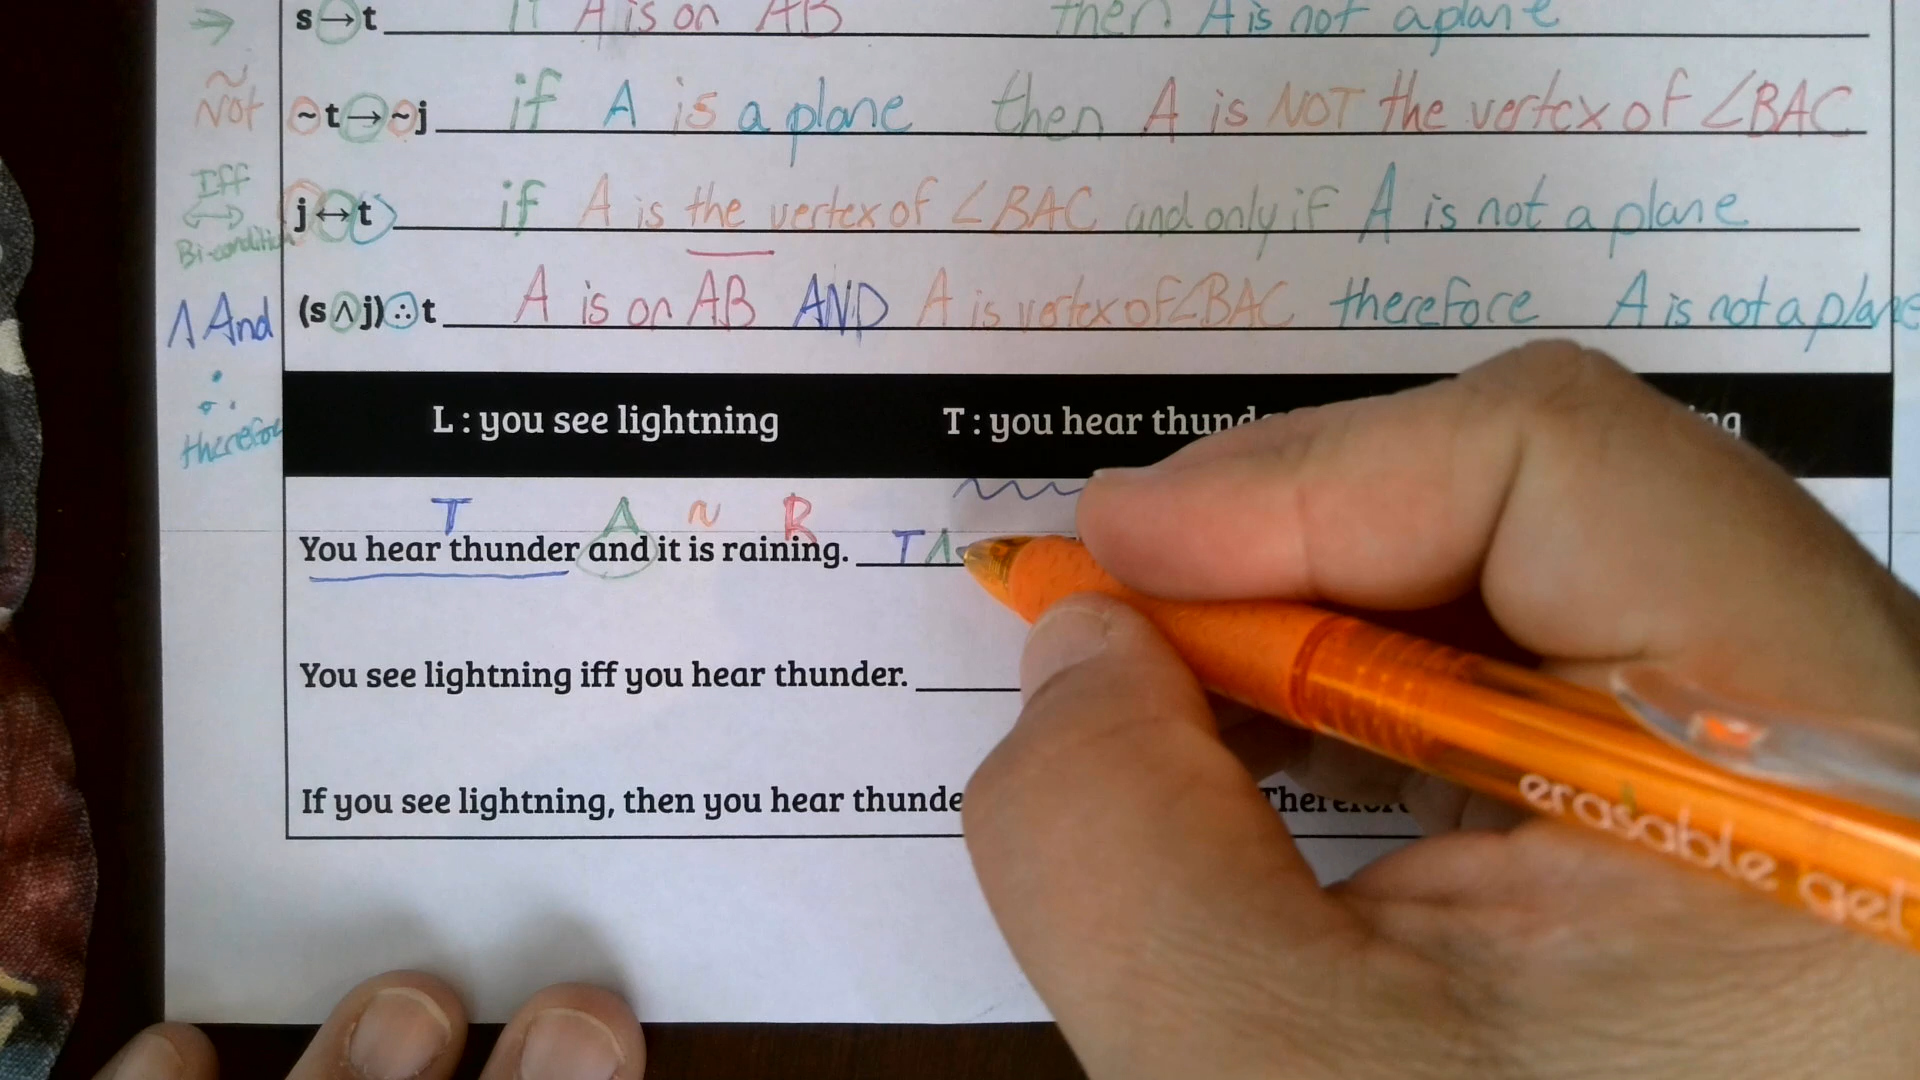 ⇒ s→t if A is on AB then A is not a plane
~ Not ~t→~j if A is a plane then A is NOT the vertex of ∠BAC
Iff ↔ Bi-condition j↔t if A is the vertex of ∠BAC and only if A is not a plane
∧ And (s∧j)∴t A is on AB AND A is vertex of ∠BAC therefore A is not a plane
∴ therefor
L : you see lightning T : you hear thunde ng
T ∧ ~ R
You hear thunder and it is raining. T∧
You see lightning iff you hear thunder.
If you see lightning, then you hear thunde Therefor
erasable gel